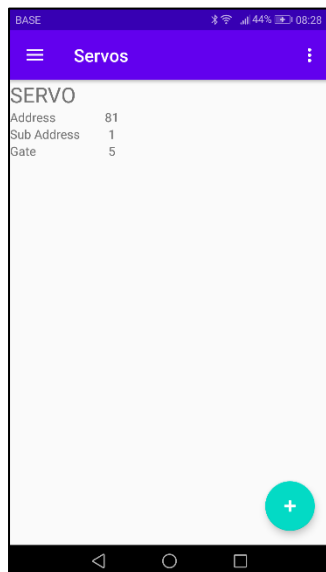 BASE 44% 08:28
Servos
SERVO
Address 81
Sub Address 1
Gate 5
+